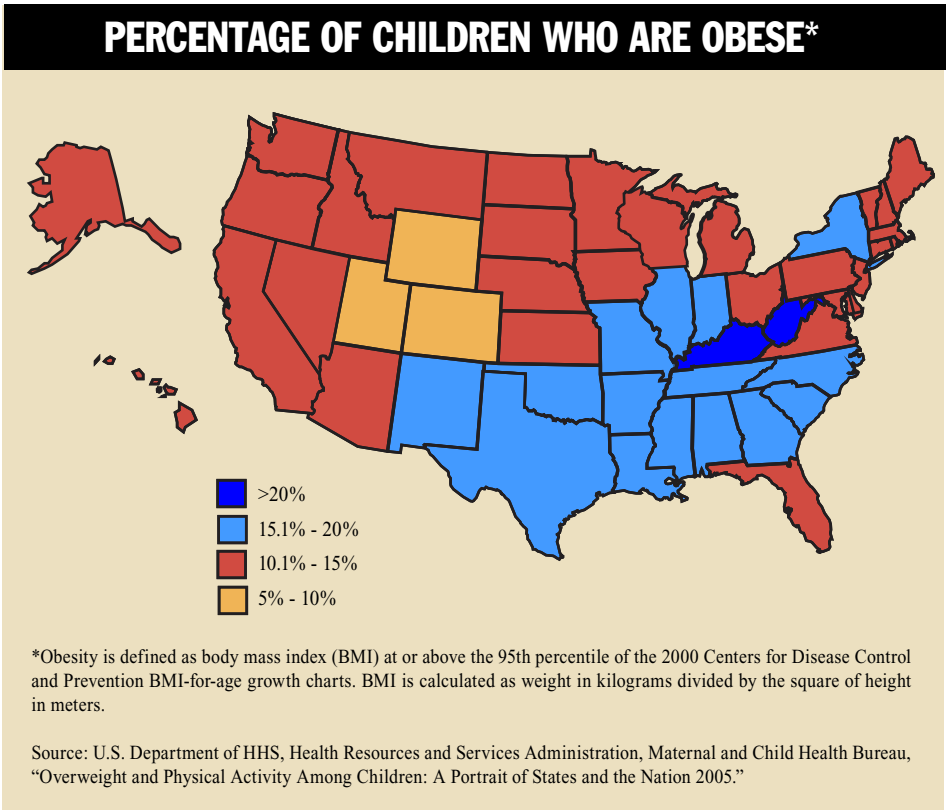 PERCENTAGE OF CHILDREN WHO ARE OBESE*
>20%
15.1% - 20%
10.1% - 15%
5% - 10%
*Obesity is defined as body mass index (BMI) at or above the 95th percentile of the 2000 Centers for Disease Control
and Prevention BMI-for-age growth charts. BMI is calculated as weight in kilograms divided by the square of height
in meters.
Source: U.S. Department of HHS, Health Resources and Services Administration, Maternal and Child Health Bureau,
“Overweight and Physical Activity Among Children: A Portrait of States and the Nation 2005.”